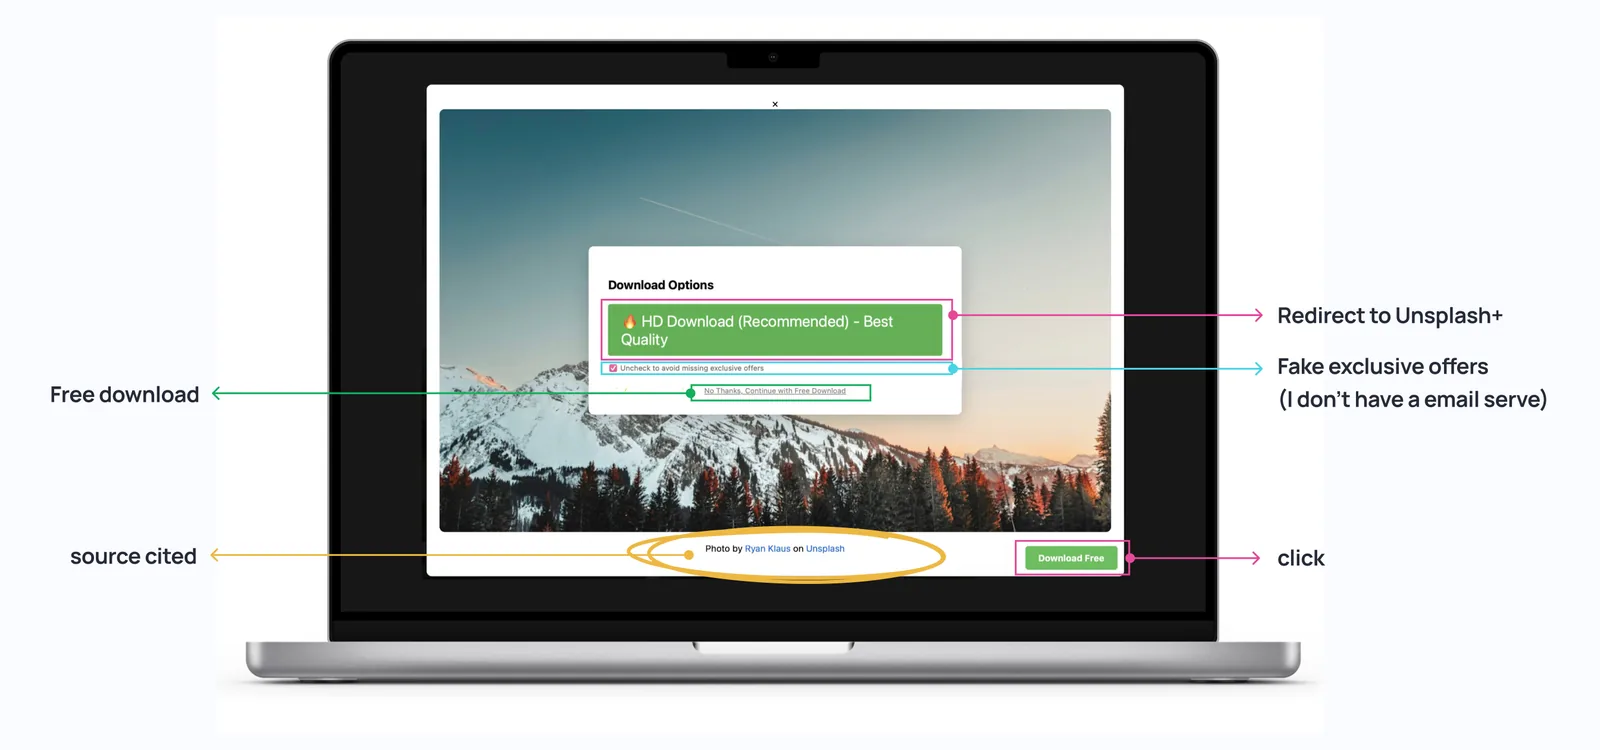 ×
Download Options
🔥 HD Download (Recommended) - Best
Quality
Uncheck to avoid missing exclusive offers
No Thanks, Continue with Free Download
Redirect to Unsplash+
Fake exclusive offers
(I don't have a email serve)
Free download
source cited
Photo by Ryan Klaus on Unsplash
Download Free
click